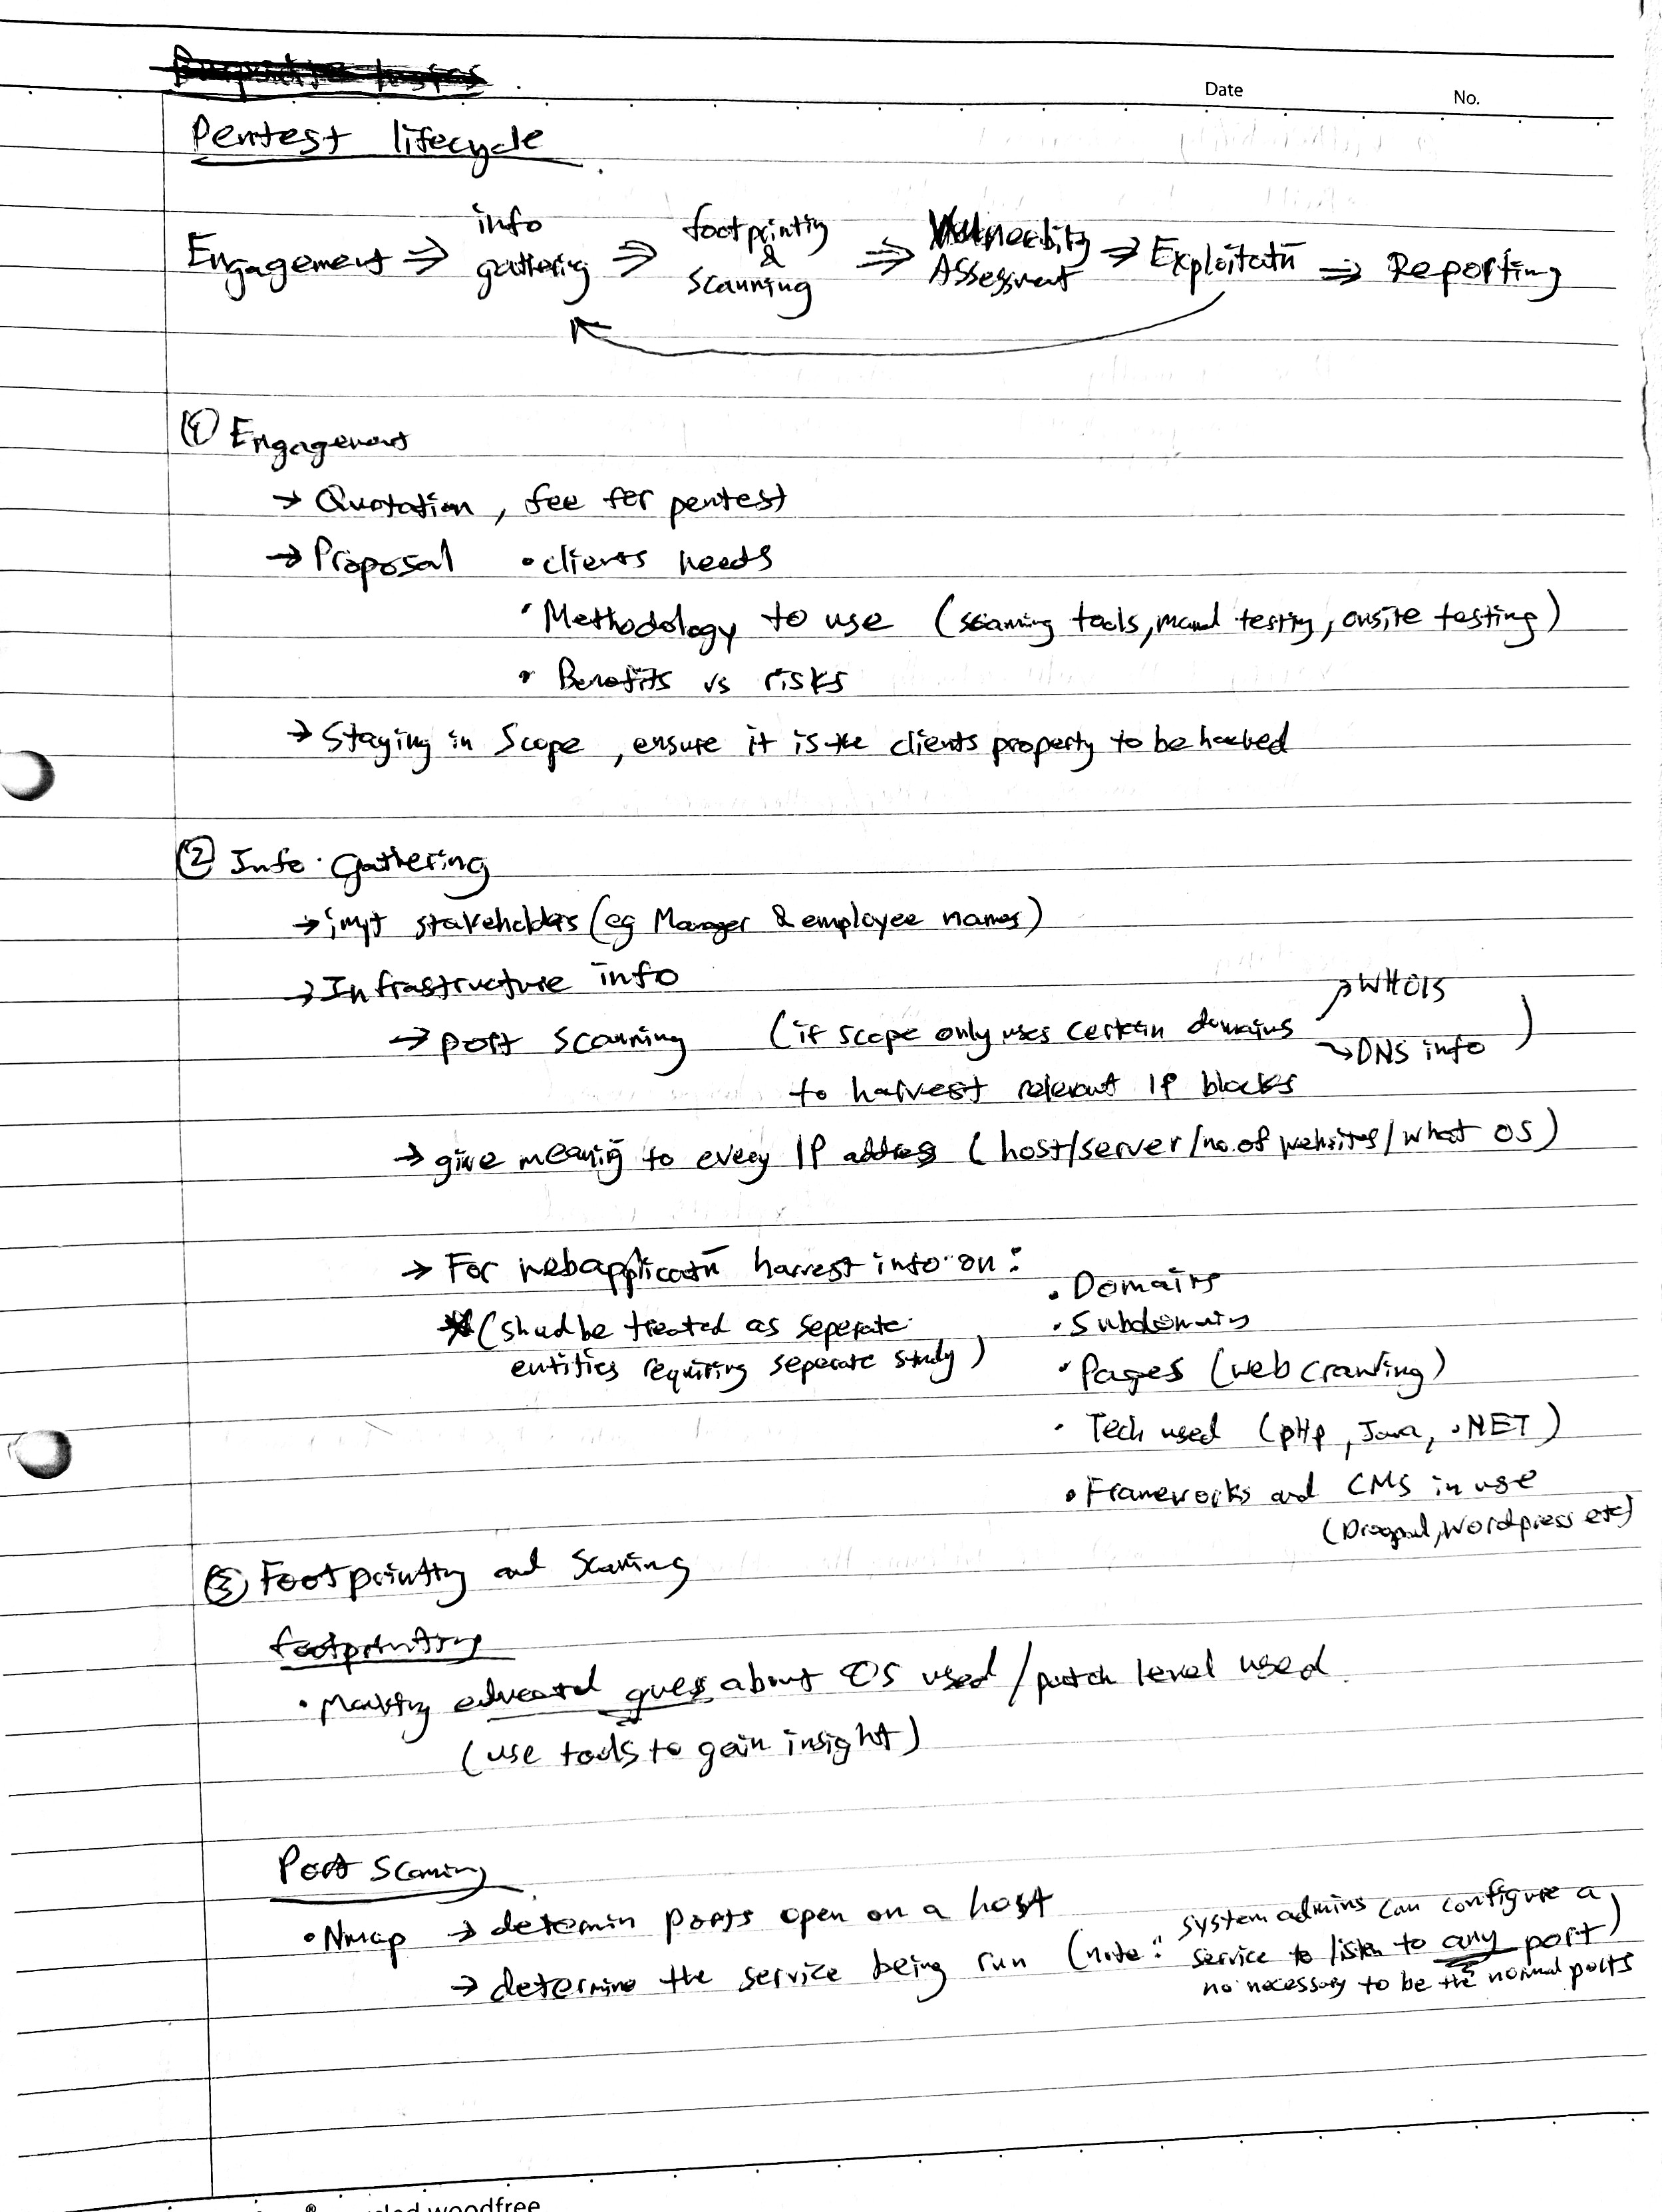 Date
No.
Pentest lifecycle
Engagement ⇒ info gathering ⇒ footprinting & scanning ⇒ Vulnerability Assessment ⇒ Exploitatn ⇒ Reporting
① Engagement
→ Quotation, fee for pentest
→ Proposal • clients needs
• Methodology to use (scanning tools, manual testing, onsite testing)
• Benefits vs risks
→ Staying in scope, ensure it is the clients property to be hacked
② Info. gathering
→ impt stakeholders (eg Manager & employee names)
→ Infrastructure info
→ port scanning (if scope only uses certain domains → WHOIS → DNS info)
to harvest relevant IP blocks
→ give meaning to every IP address (host/server/no. of websites/what OS)
→ For webapplicatn harvest info on:
* (should be treated as seperate
entities requiring seperate study)
• Domains
• Subdomains
• Pages (web crawling)
• Tech used (pHp, Java, .NET)
• Frameworks and CMS in use
(Wordpress etc)
③ Footprinting and Scanning
footprinting
• Making educated guess about OS used/patch level used
(use tools to gain insight)
Port Scanning
• Nmap → determin ports open on a host
→ determine the service being run (note: system admins can configure a
service to listen to any port)
no necessary to be the normal ports